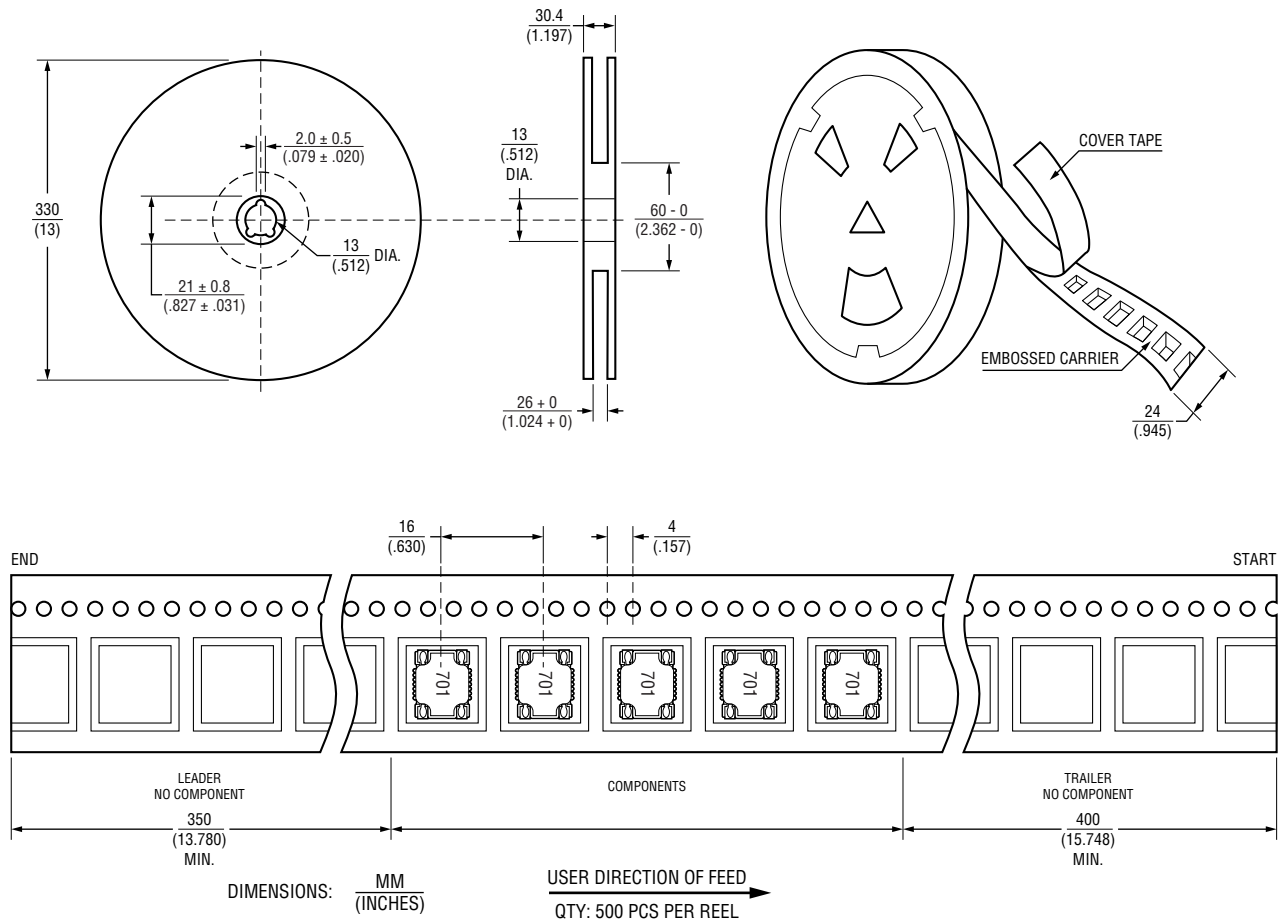 30.4
(1.197)
2.0 ± 0.5
(.079 ± .020)
330
(13)
13
(.512) DIA.
21 ± 0.8
(.827 ± .031)
13
(.512)
DIA.
60 - 0
(2.362 - 0)
26 + 0
(1.024 + 0)
COVER TAPE
EMBOSSED CARRIER
24
(.945)
16
(.630)
4
(.157)
END
START
701
701
701
701
701
LEADER
NO COMPONENT
COMPONENTS
TRAILER
NO COMPONENT
350
(13.780)
MIN.
400
(15.748)
MIN.
DIMENSIONS: MM
(INCHES)
USER DIRECTION OF FEED
QTY: 500 PCS PER REEL